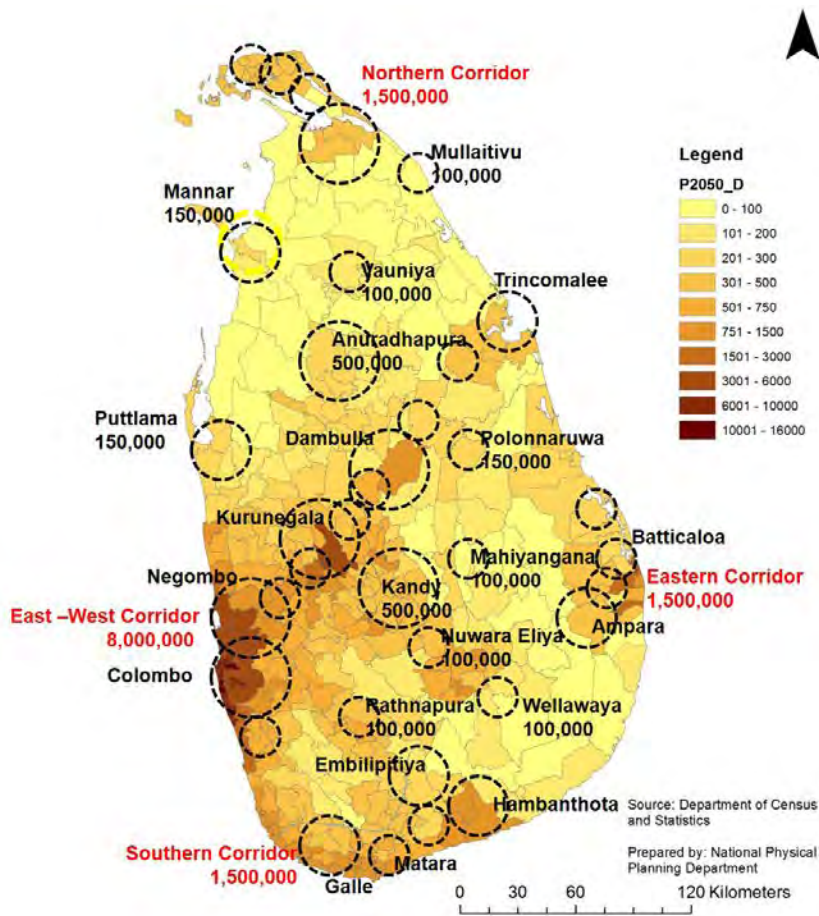 Northern Corridor
1,500,000
Mullaitivu
100,000
Mannar
150,000
Vauniya
100,000
Trincomalee
Anuradhapura
500,000
Puttlama
150,000
Dambulla
Polonnaruwa
150,000
Kurunegala
Batticaloa
Mahiyangana
100,000
Negombo
Kandy
500,000
Eastern Corridor
1,500,000
East –West Corridor
8,000,000
Ampara
Nuwara Eliya
100,000
Colombo
Rathnapura
100,000
Wellawaya
100,000
Embilipitiya
Hambanthota
Southern Corridor
1,500,000
Matara
Galle
Legend
P2050_D
0 - 100
101 - 200
201 - 300
301 - 500
501 - 750
751 - 1500
1501 - 3000
3001 - 6000
6001 - 10000
10001 - 16000
Source: Department of Census
and Statistics
Prepared by: National Physical
Planning Department
0 30 60 120 Kilometers